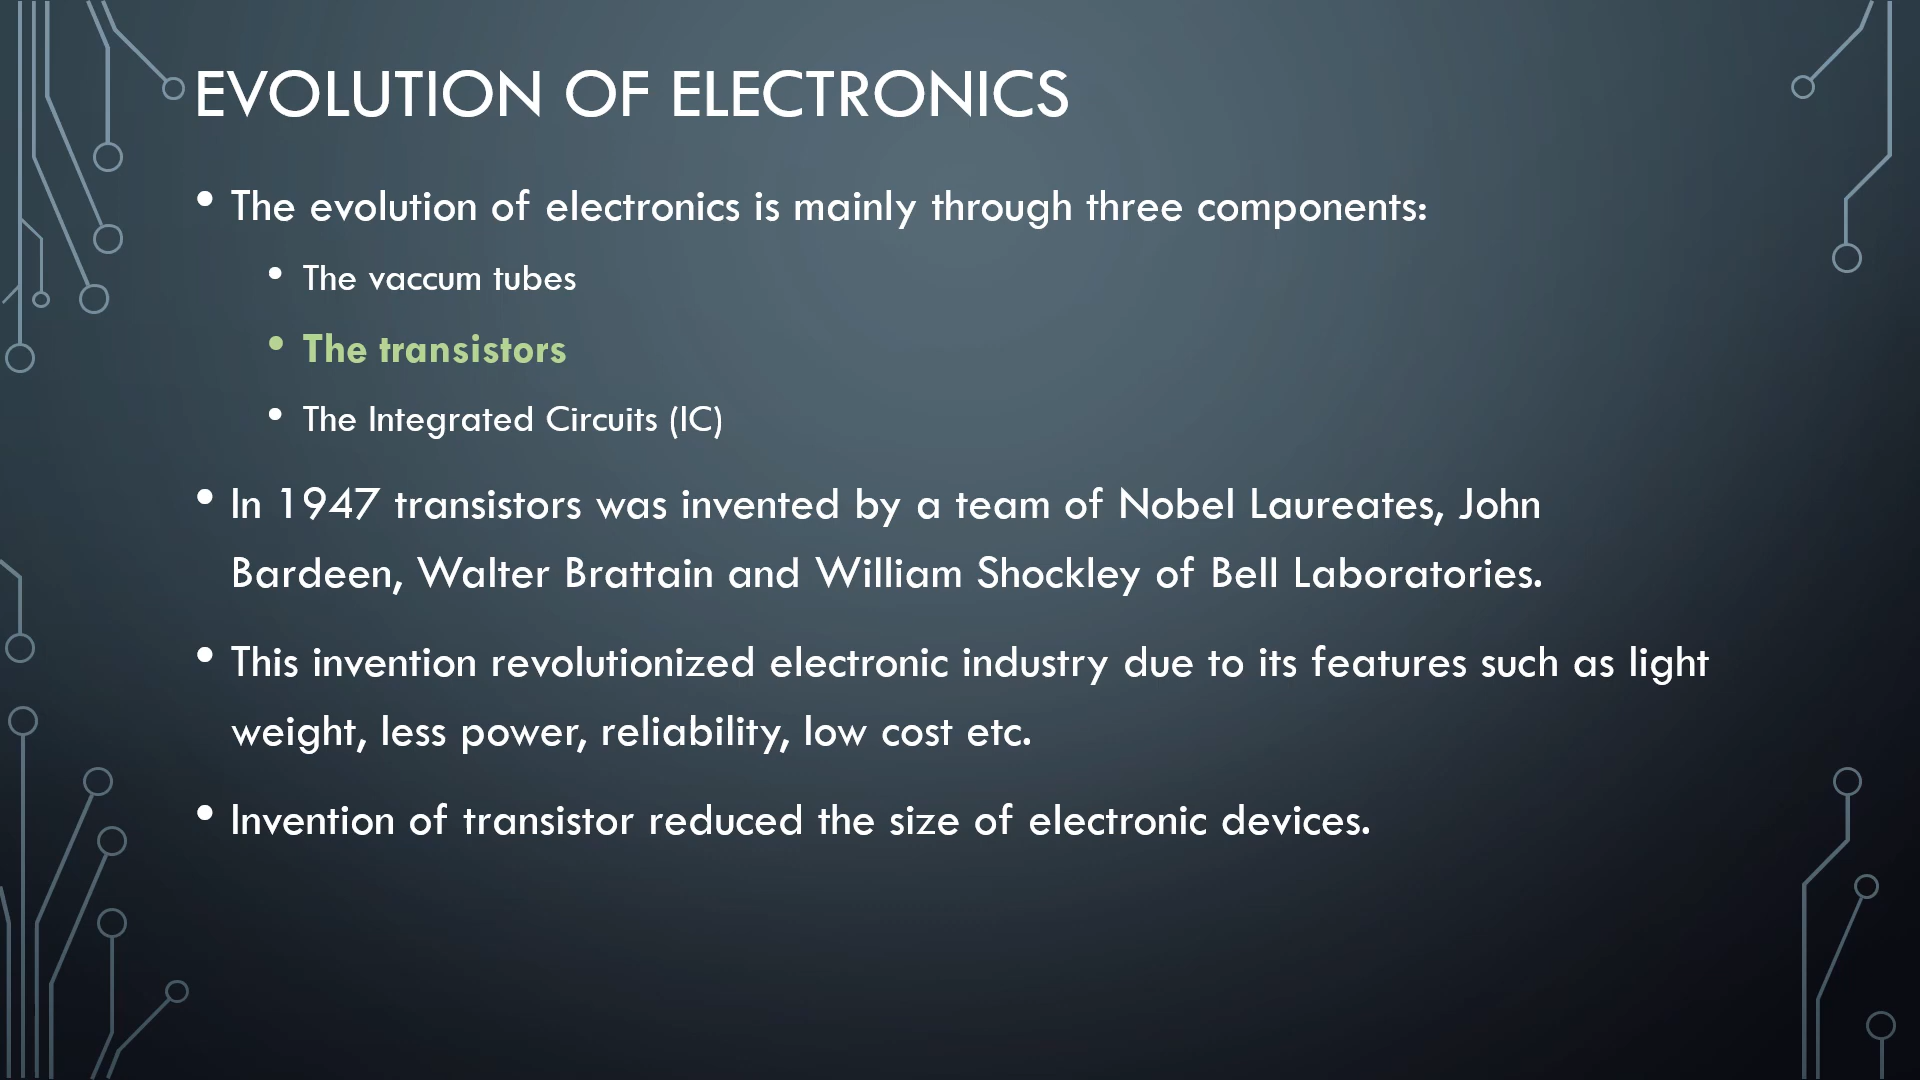 EVOLUTION OF ELECTRONICS
• The evolution of electronics is mainly through three components:
• The vaccum tubes
• The transistors
• The Integrated Circuits (IC)
• In 1947 transistors was invented by a team of Nobel Laureates, John
Bardeen, Walter Brattain and William Shockley of Bell Laboratories.
• This invention revolutionized electronic industry due to its features such as light
weight, less power, reliability, low cost etc.
• Invention of transistor reduced the size of electronic devices.